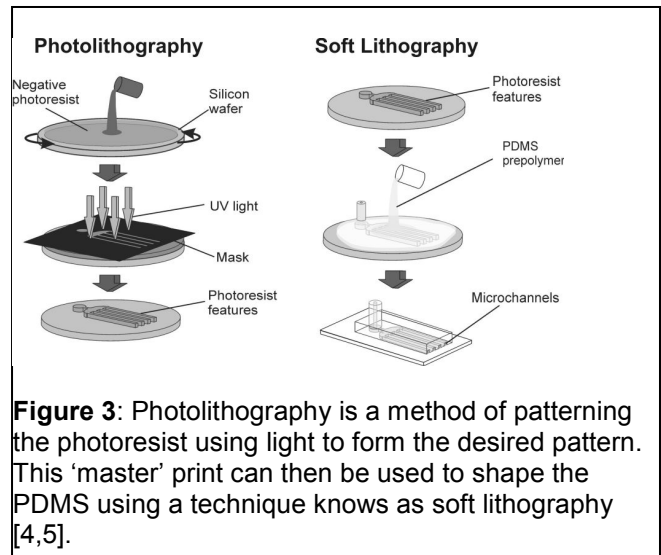 Photolithography
Negative
photoresist
Silicon
wafer
UV light
Mask
Photoresist
features
Soft Lithography
Photoresist
features
PDMS
prepolymer
Microchannels
Figure 3: Photolithography is a method of patterning
the photoresist using light to form the desired pattern.
This ‘master’ print can then be used to shape the
PDMS using a technique knows as soft lithography
[4,5].